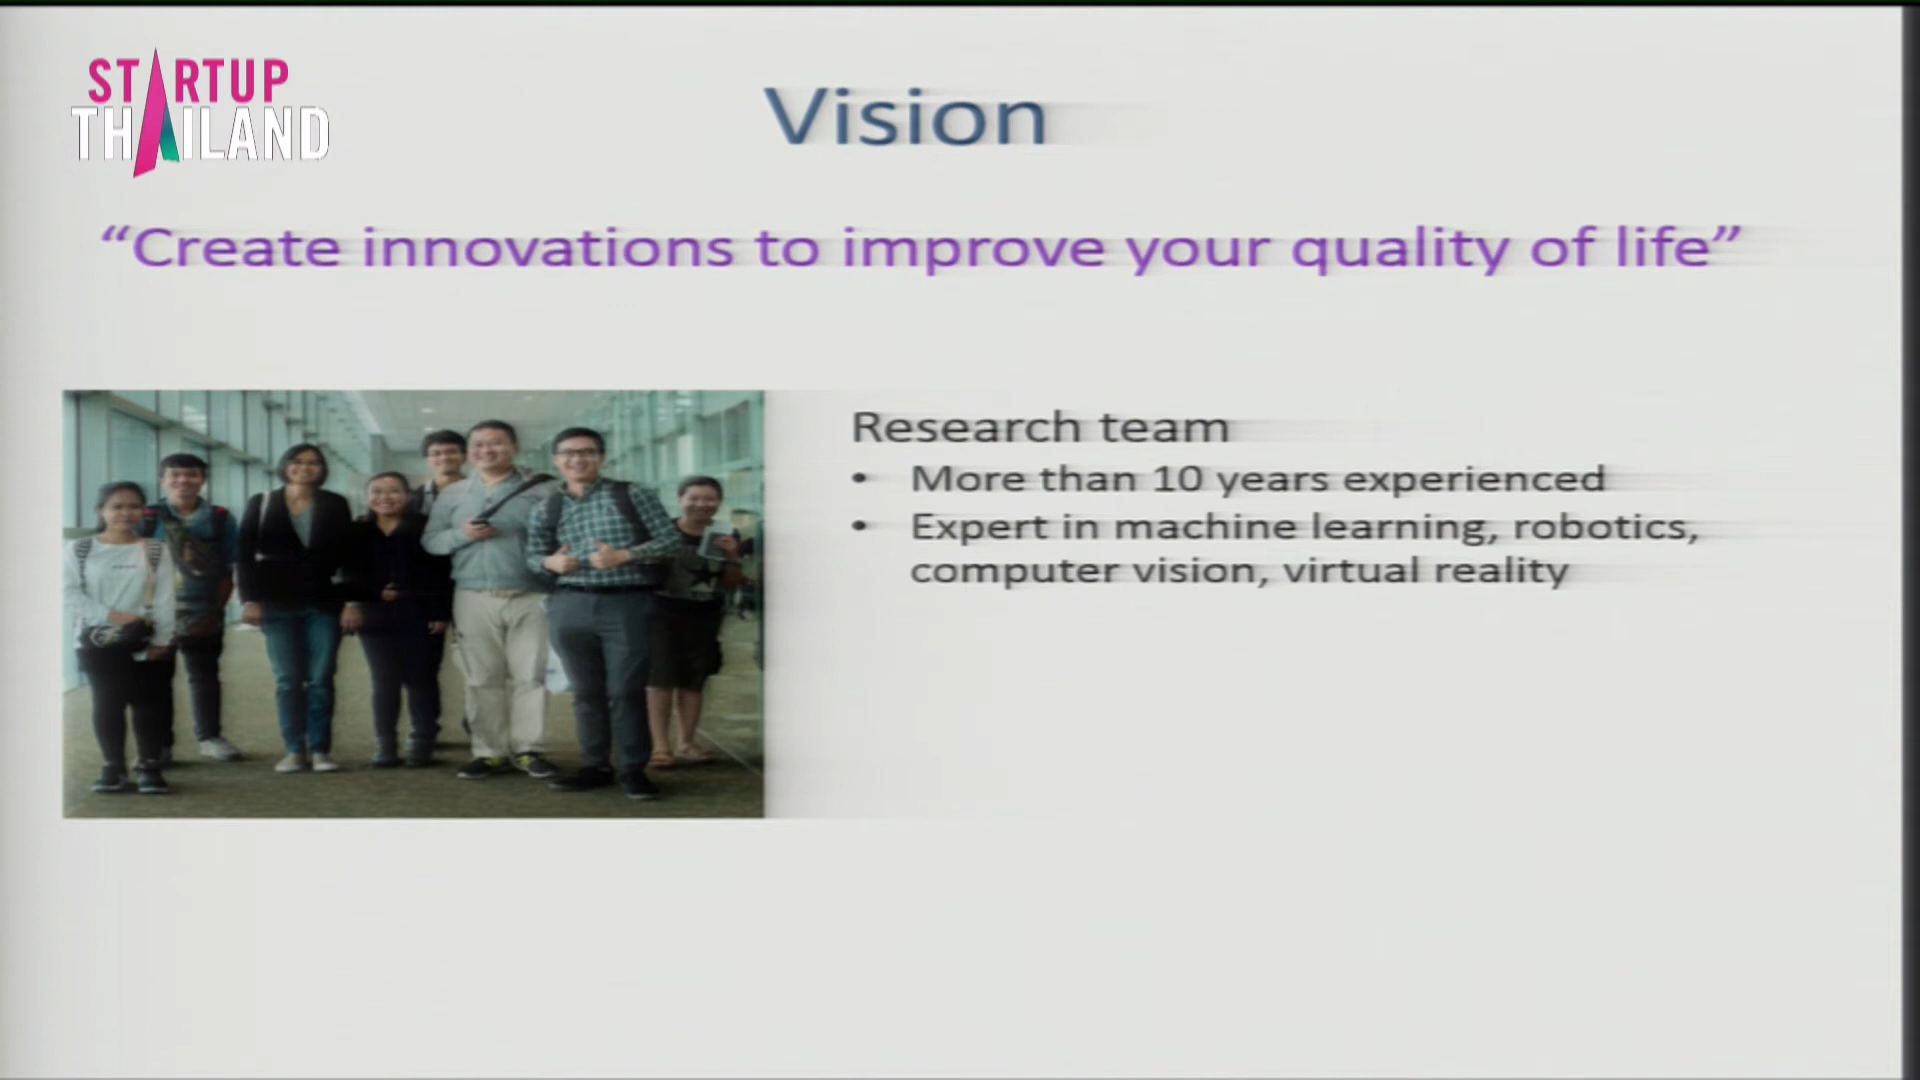 STARTUP
THAILAND
Vision
“Create innovations to improve your quality of life”
Research team
• More than 10 years experienced
• Expert in machine learning, robotics,
computer vision, virtual reality